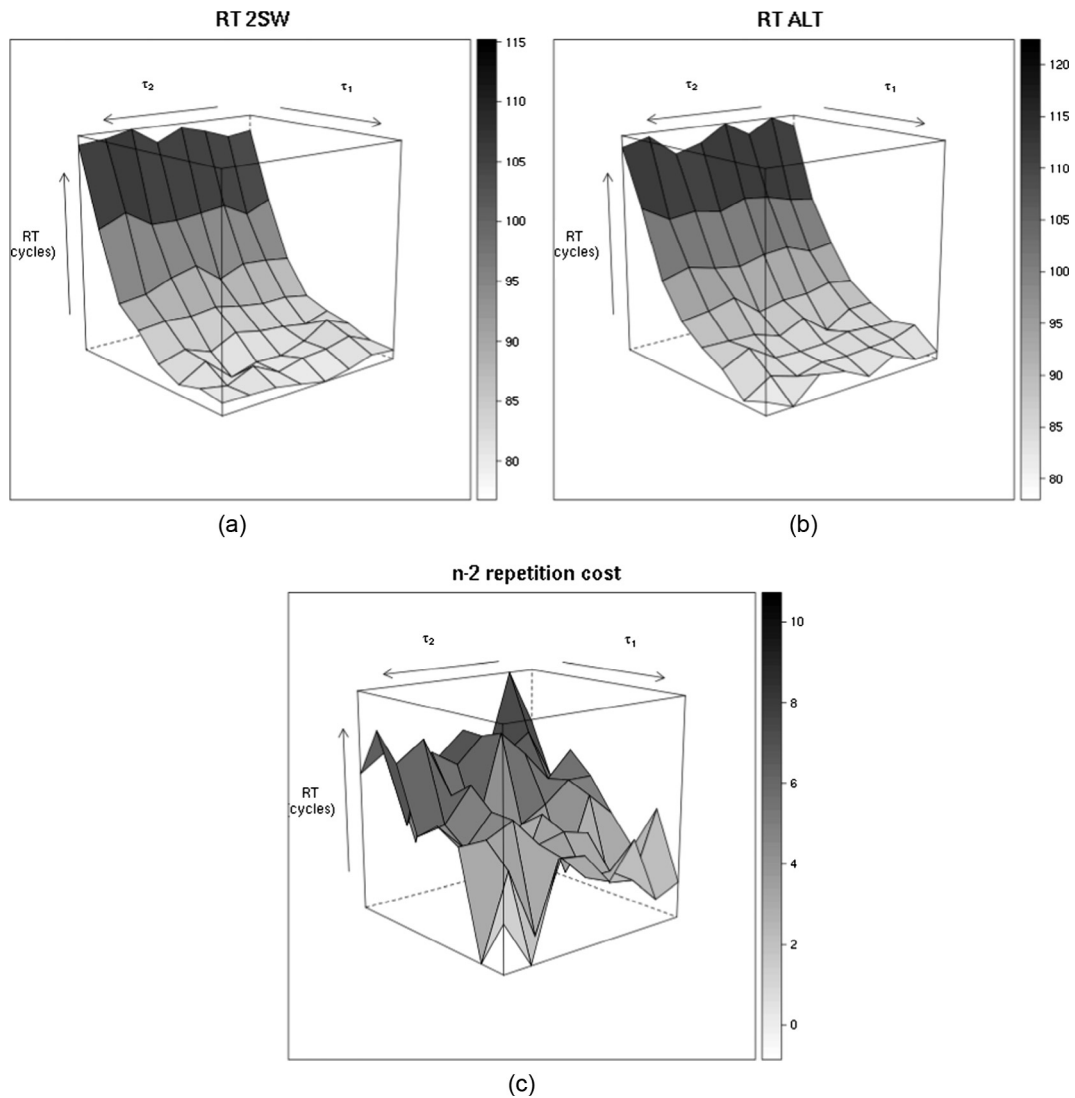 RT 2SW
τ2
τ1
RT
cycles)
115
110
105
100
95
90
85
80
(a)
RT ALT
τ2
τ1
RT
(cycles)
120
115
110
105
100
95
90
85
80
(b)
n-2 repetition cost
τ2
τ1
RT
(cycles)
10
8
6
4
2
0
(c)